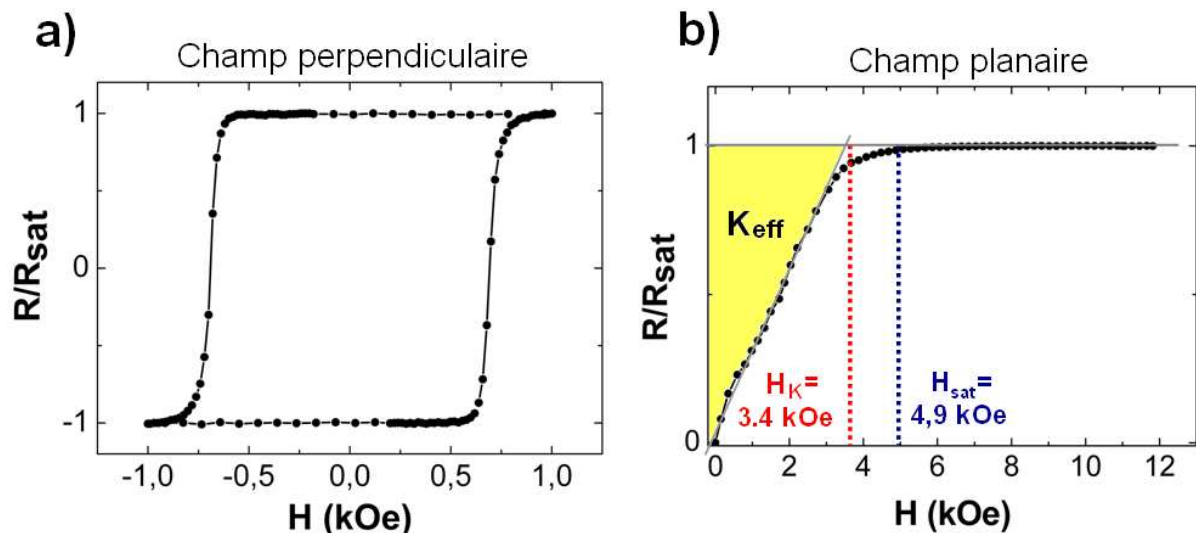 a)
Champ perpendiculaire
1
0
-1
R/Rsat
-1,0
-0,5
0,0
0,5
1,0
H (kOe)
b)
Champ planaire
1
0
R/Rsat
Keff
HK=
3.4 kOe
Hsat=
4,9 kOe
0
2
4
6
8
10
12
H (kOe)